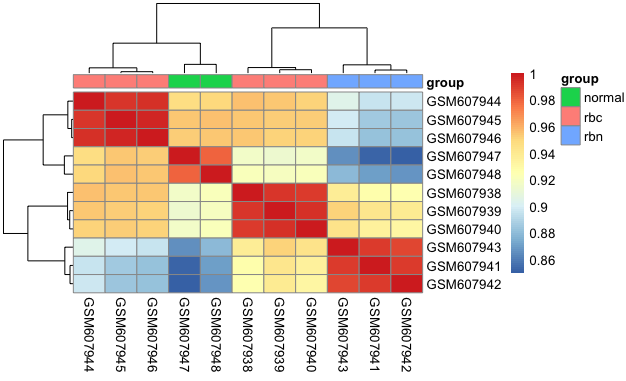 group
GSM607944
GSM607945
GSM607946
GSM607947
GSM607948
GSM607938
GSM607939
GSM607940
GSM607943
GSM607941
GSM607942
1
0.98
0.96
0.94
0.92
0.9
0.88
0.86
group
normal
rbc
rbn
GSM607944
GSM607945
GSM607946
GSM607947
GSM607948
GSM607938
GSM607939
GSM607940
GSM607943
GSM607941
GSM607942